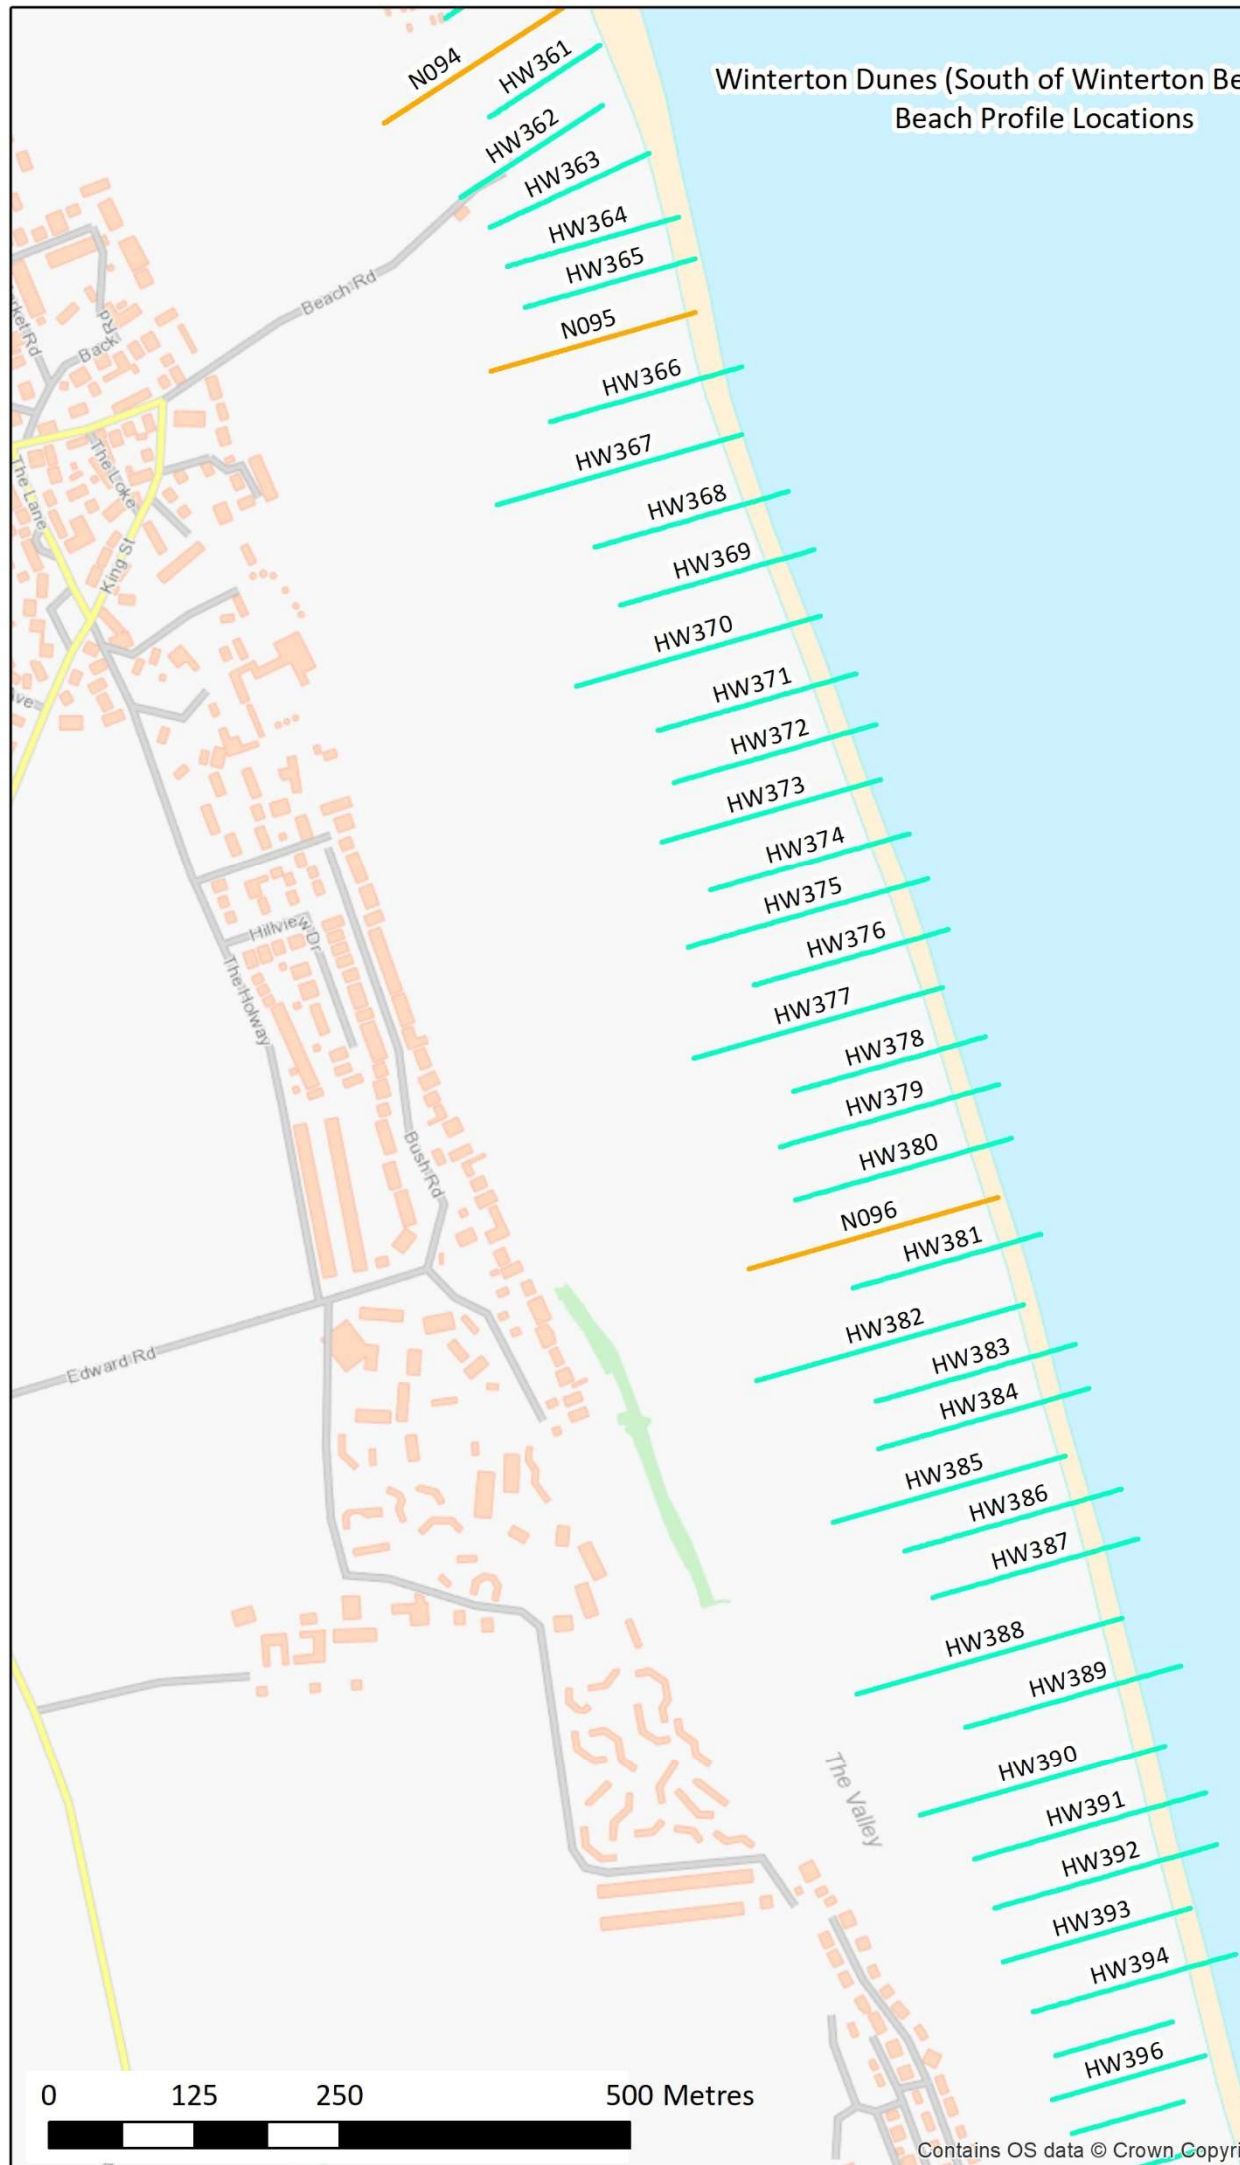 Winterton Dunes (South of Winterton Be
Beach Profile Locations
N094
HW361
HW362
HW363
HW364
HW365
Beach Rd
N095
rket Rd
Back Rd
HW366
HW367
The Loke
The Lane
HW368
King St
HW369
HW370
Ave
HW371
HW372
HW373
HW374
HW375
Hillview Dr
HW376
The Holway
HW377
HW378
HW379
Bush Rd
HW380
N096
HW381
HW382
Edward Rd
HW383
HW384
HW385
HW386
HW387
HW388
HW389
HW390
The Valley
HW391
HW392
HW393
HW394
HW396
0 125 250 500 Metres
Contains OS data © Crown Copyri